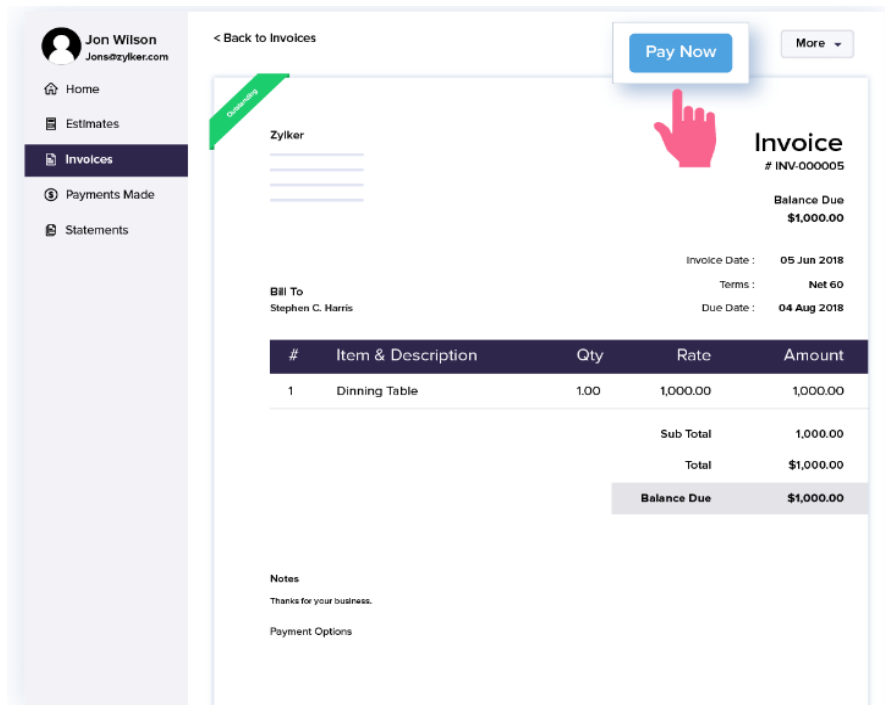 Jon Wilson
Jons@zylker.com
Home
Estimates
Invoices
Payments Made
Statements
< Back to Invoices
Pay Now
More
Outstanding
Zylker
Invoice
# INV-000005
Balance Due
$1,000.00
Invoice Date : 05 Jun 2018
Terms : Net 60
Due Date : 04 Aug 2018
Bill To
Stephen C. Harris
# Item & Description Qty Rate Amount
1 Dinning Table 1.00 1,000.00 1,000.00
Sub Total 1,000.00
Total $1,000.00
Balance Due $1,000.00
Notes
Thanks for your business.
Payment Options